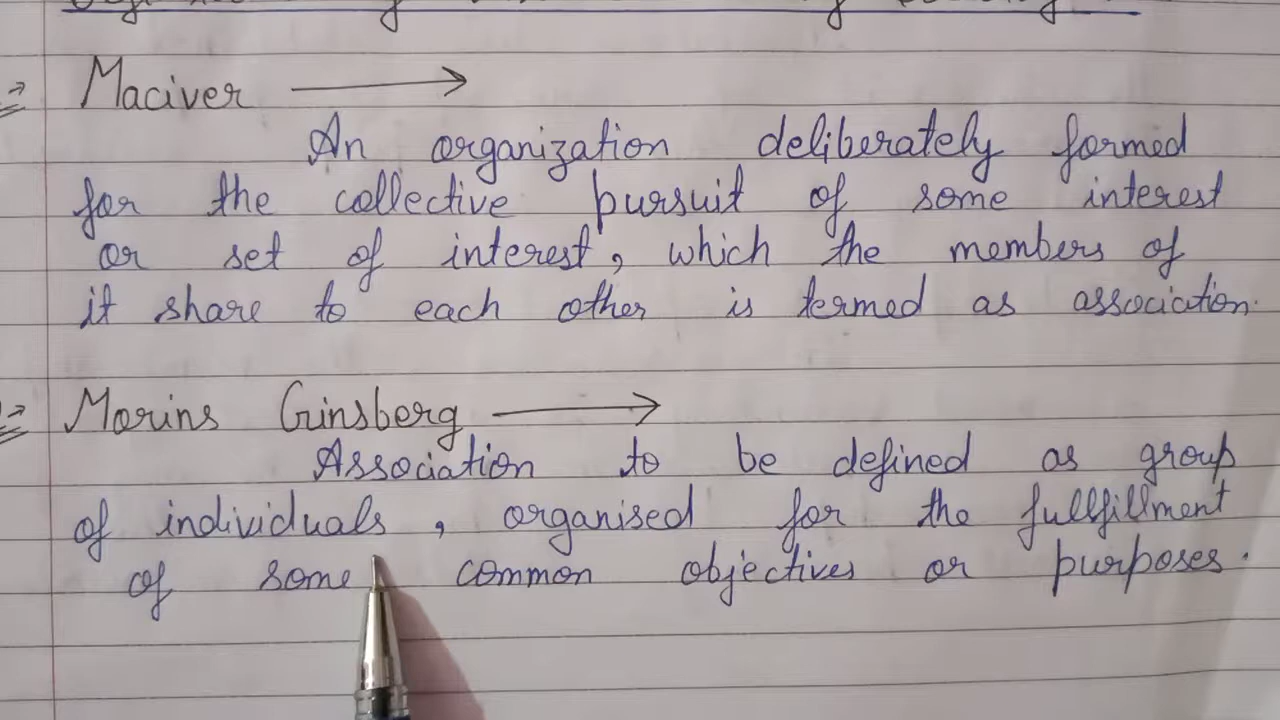 Maciver →
An organization deliberately formed
for the collective pursuit of some interest
or set of interest, which the members of
it share to each other is termed as association.
Morins Ginsberg →
Association to be defined as group
of individuals, organised for the fullfillment
of some common objectives or purposes.